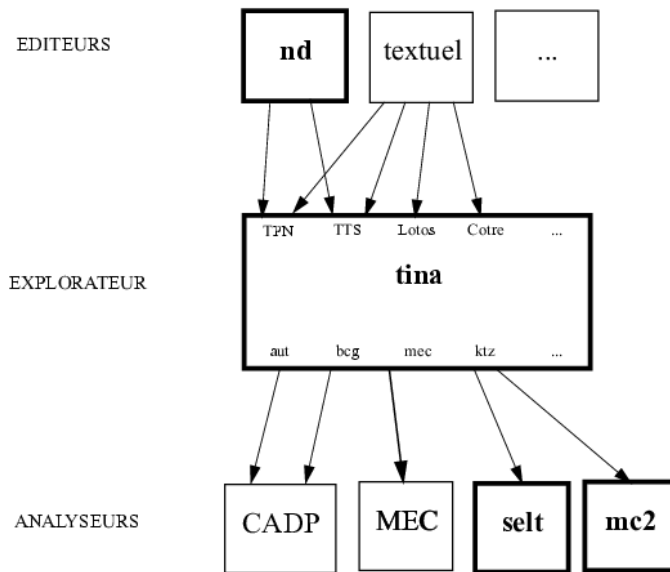 EDITEURS
nd
textuel
...
TPN TTS Lotos Cotre ...
EXPLORATEUR
tina
aut bcg mec ktz ...
ANALYSEURS
CADP
MEC
selt
mc2